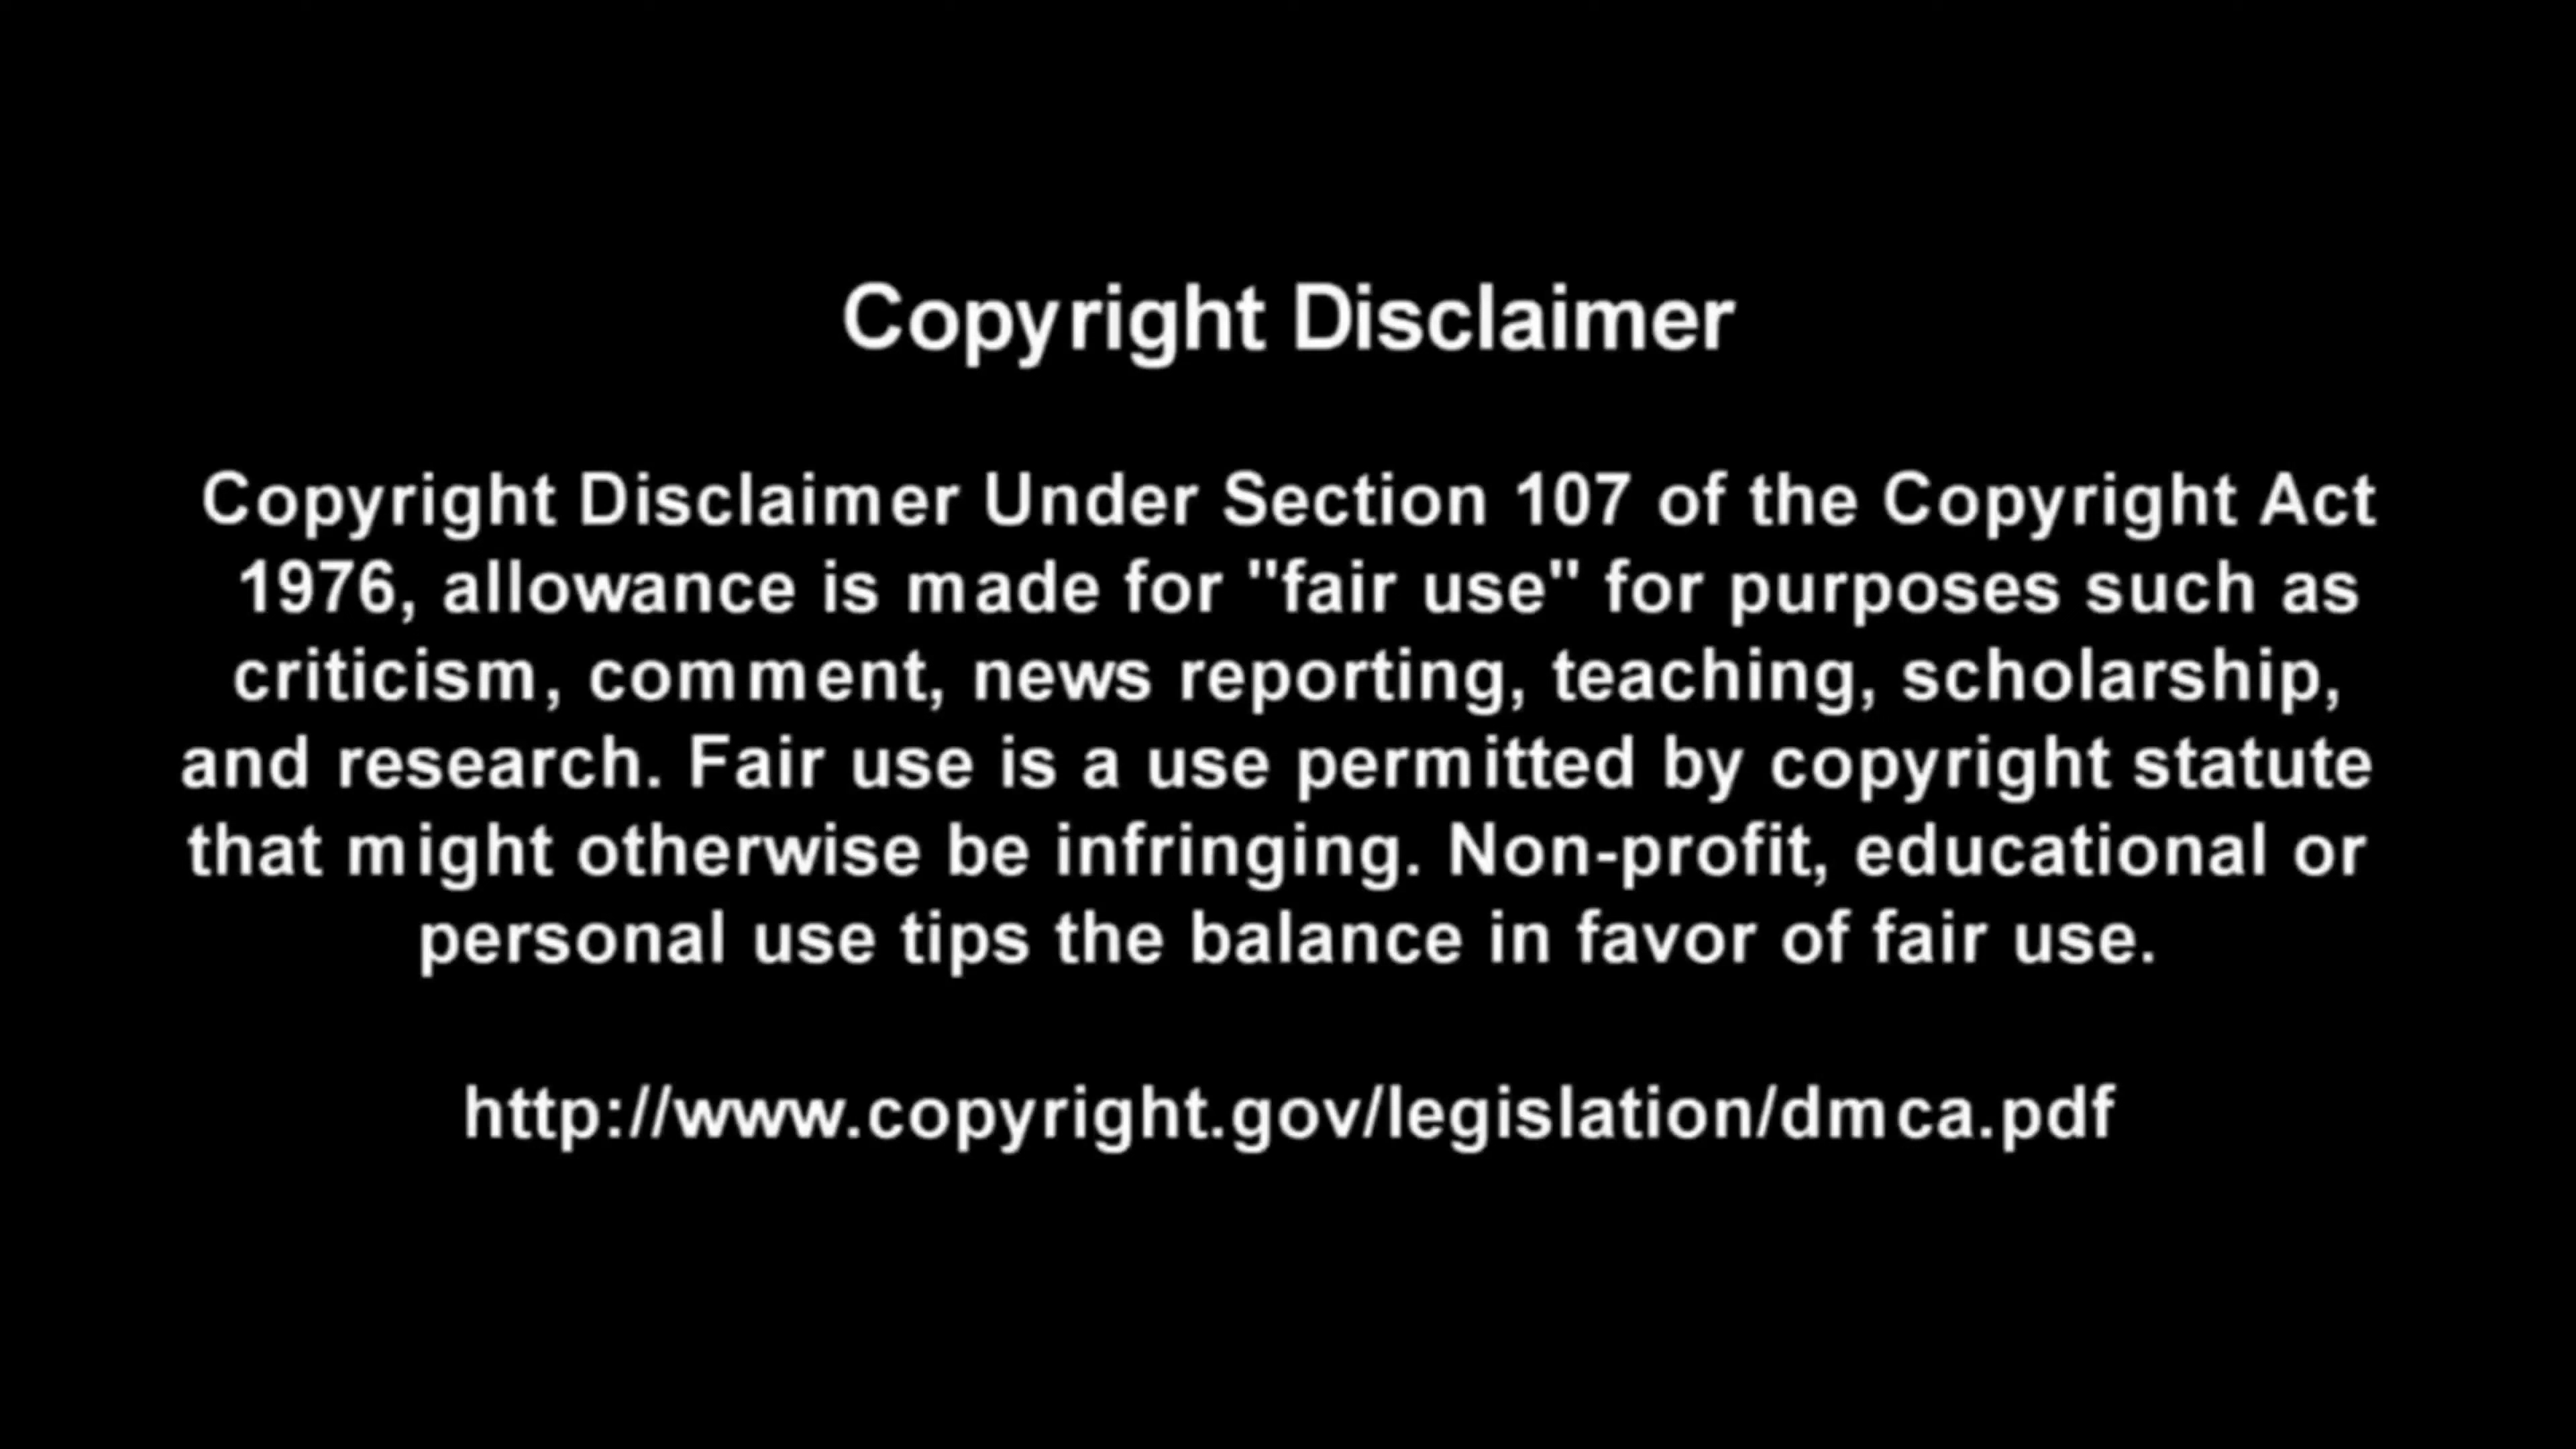 Copyright Disclaimer
Copyright Disclaimer Under Section 107 of the Copyright Act
1976, allowance is made for "fair use" for purposes such as
criticism, comment, news reporting, teaching, scholarship,
and research. Fair use is a use permitted by copyright statute
that might otherwise be infringing. Non-profit, educational or
personal use tips the balance in favor of fair use.
http://www.copyright.gov/legislation/dmca.pdf